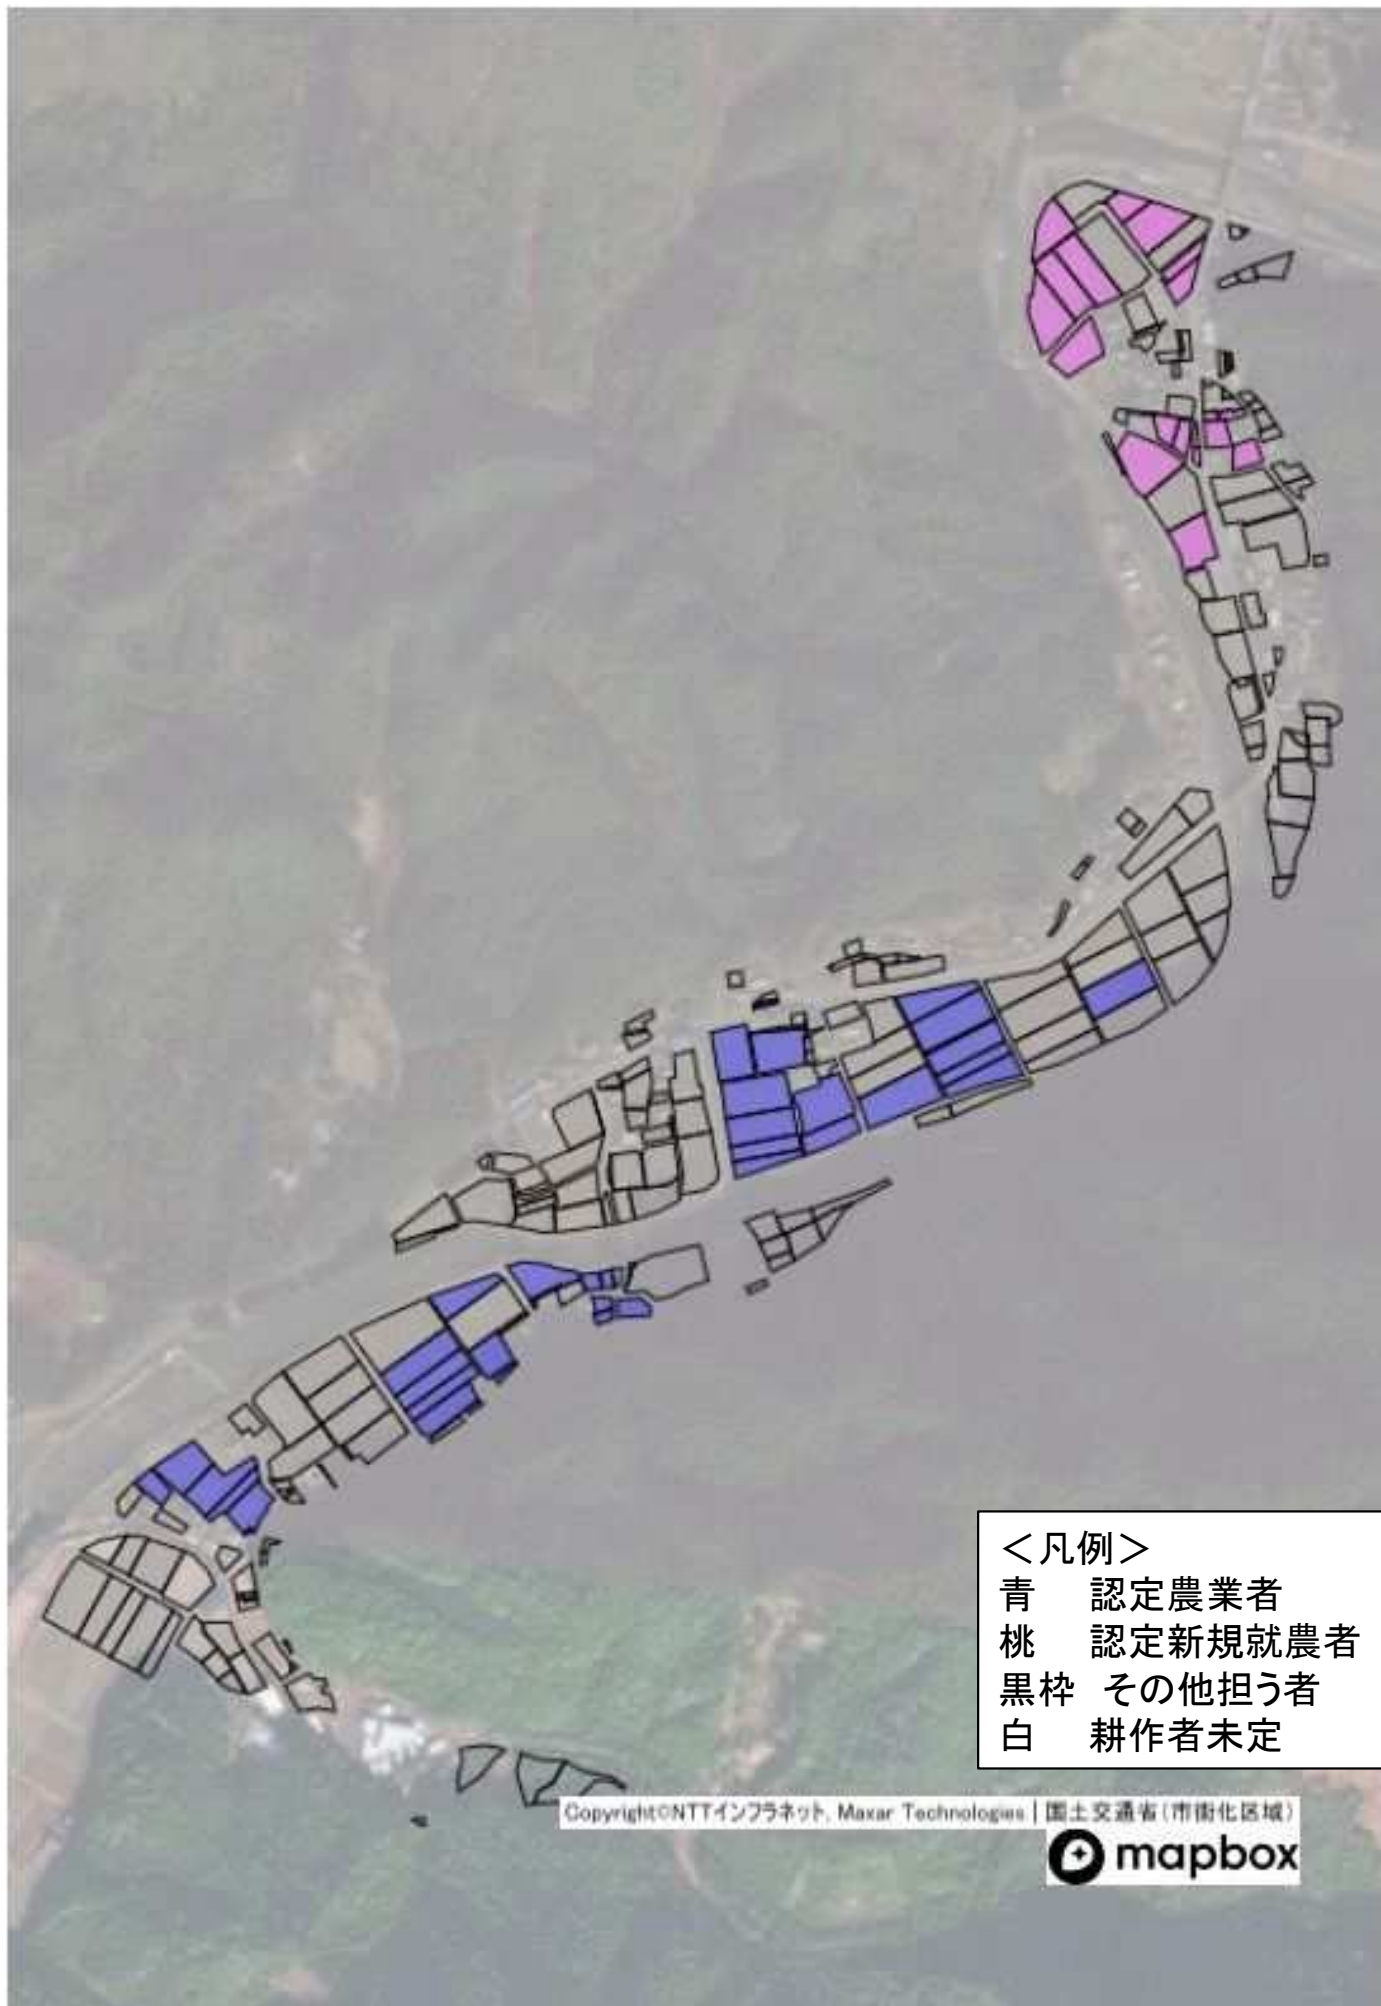 ＜凡例＞
青　認定農業者
桃　認定新規就農者
黒枠　その他担う者
白　耕作者未定
Copyright©NTTインフラネット, Maxar Technologies | 国土交通省(市街化区域)
mapbox